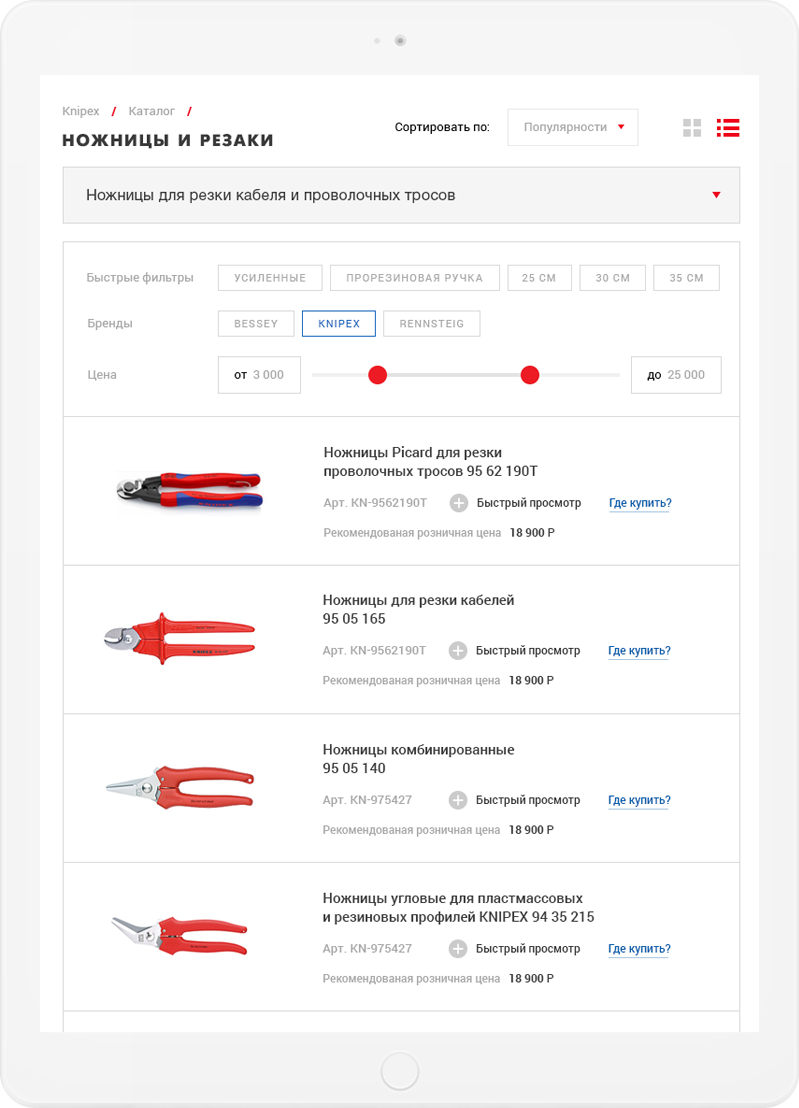 Knipex / Каталог /
НОЖНИЦЫ И РЕЗАКИ
Сортировать по: Популярности
Ножницы для резки кабеля и проволочных тросов
Быстрые фильтры УСИЛЕННЫЕ ПРОРЕЗИНОВАЯ РУЧКА 25 СМ 30 СМ 35 СМ
Бренды BESSEY KNIPEX RENNSTEIG
Цена от 3 000 до 25 000
Ножницы Picard для резки
проволочных тросов 95 62 190T
Арт. KN-9562190T Быстрый просмотр Где купить?
Рекомендованая розничная цена 18 900 Р
Ножницы для резки кабелей
95 05 165
Арт. KN-9562190T Быстрый просмотр Где купить?
Рекомендованая розничная цена 18 900 Р
Ножницы комбинированные
95 05 140
Арт. KN-975427 Быстрый просмотр Где купить?
Рекомендованая розничная цена 18 900 Р
Ножницы угловые для пластмассовых
и резиновых профилей KNIPEX 94 35 215
Арт. KN-975427 Быстрый просмотр Где купить?
Рекомендованая розничная цена 18 900 Р